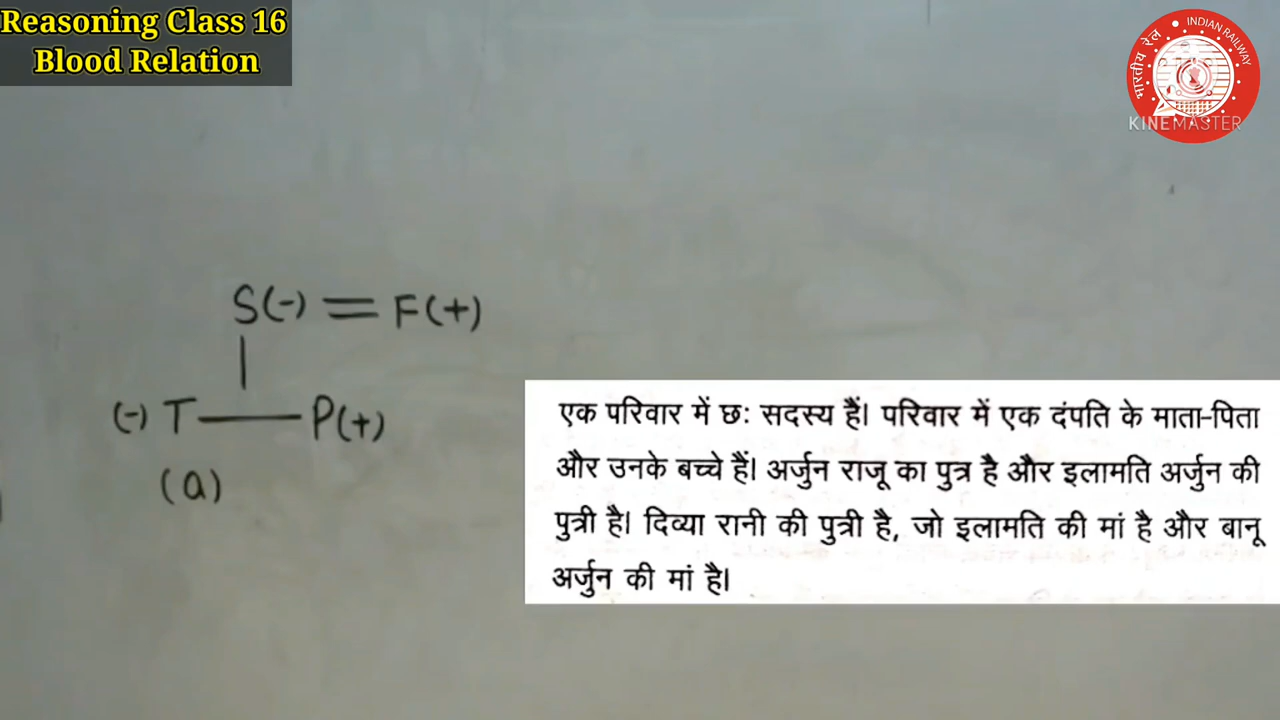 Reasoning Class 16
Blood Relation
भारतीय रेल
INDIAN RAILWAY
KINEMASTER
S(-) = F(+)
(-) T — P(+)
(a)
एक परिवार में छः सदस्य हैं। परिवार में एक दंपति के माता-पिता
और उनके बच्चे हैं। अर्जुन राजू का पुत्र है और इलामति अर्जुन की
पुत्री है। दिव्या रानी की पुत्री है, जो इलामति की मां है और बानू
अर्जुन की मां है।